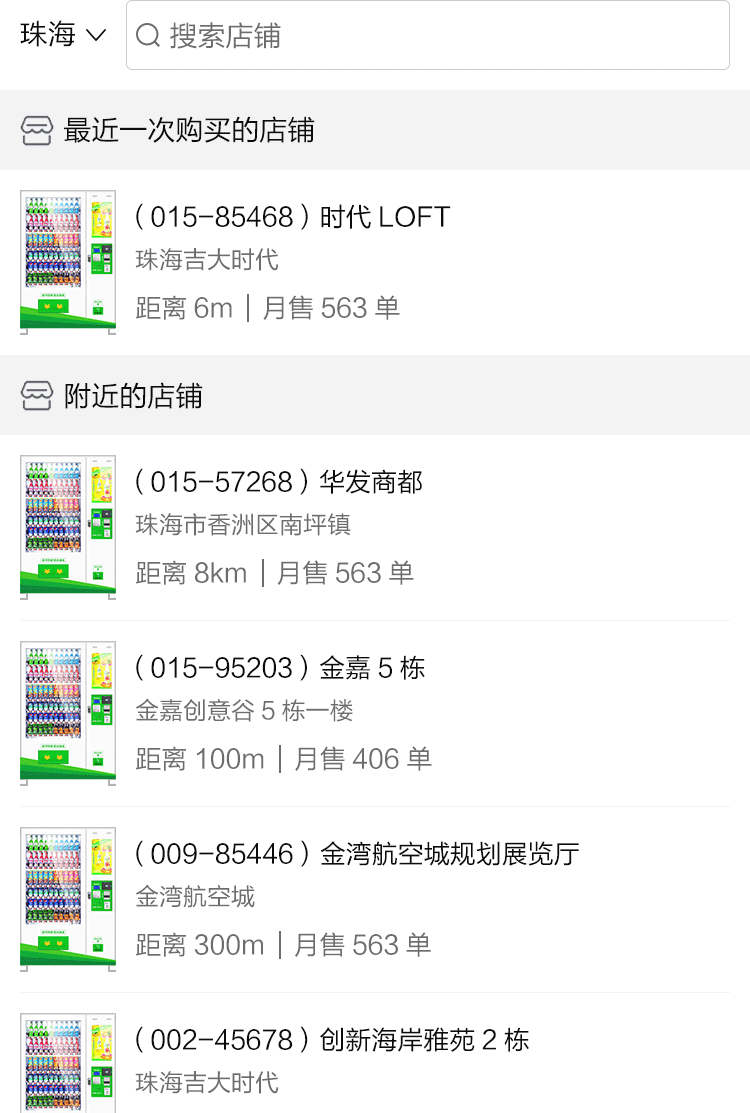 珠海
搜索店铺
最近一次购买的店铺
（015-85468）时代 LOFT
珠海吉大时代
距离 6m｜月售 563 单
附近的店铺
（015-57268）华发商都
珠海市香洲区南坪镇
距离 8km｜月售 563 单
（015-95203）金嘉 5 栋
金嘉创意谷 5 栋一楼
距离 100m｜月售 406 单
（009-85446）金湾航空城规划展览厅
金湾航空城
距离 300m｜月售 563 单
（002-45678）创新海岸雅苑 2 栋
珠海吉大时代